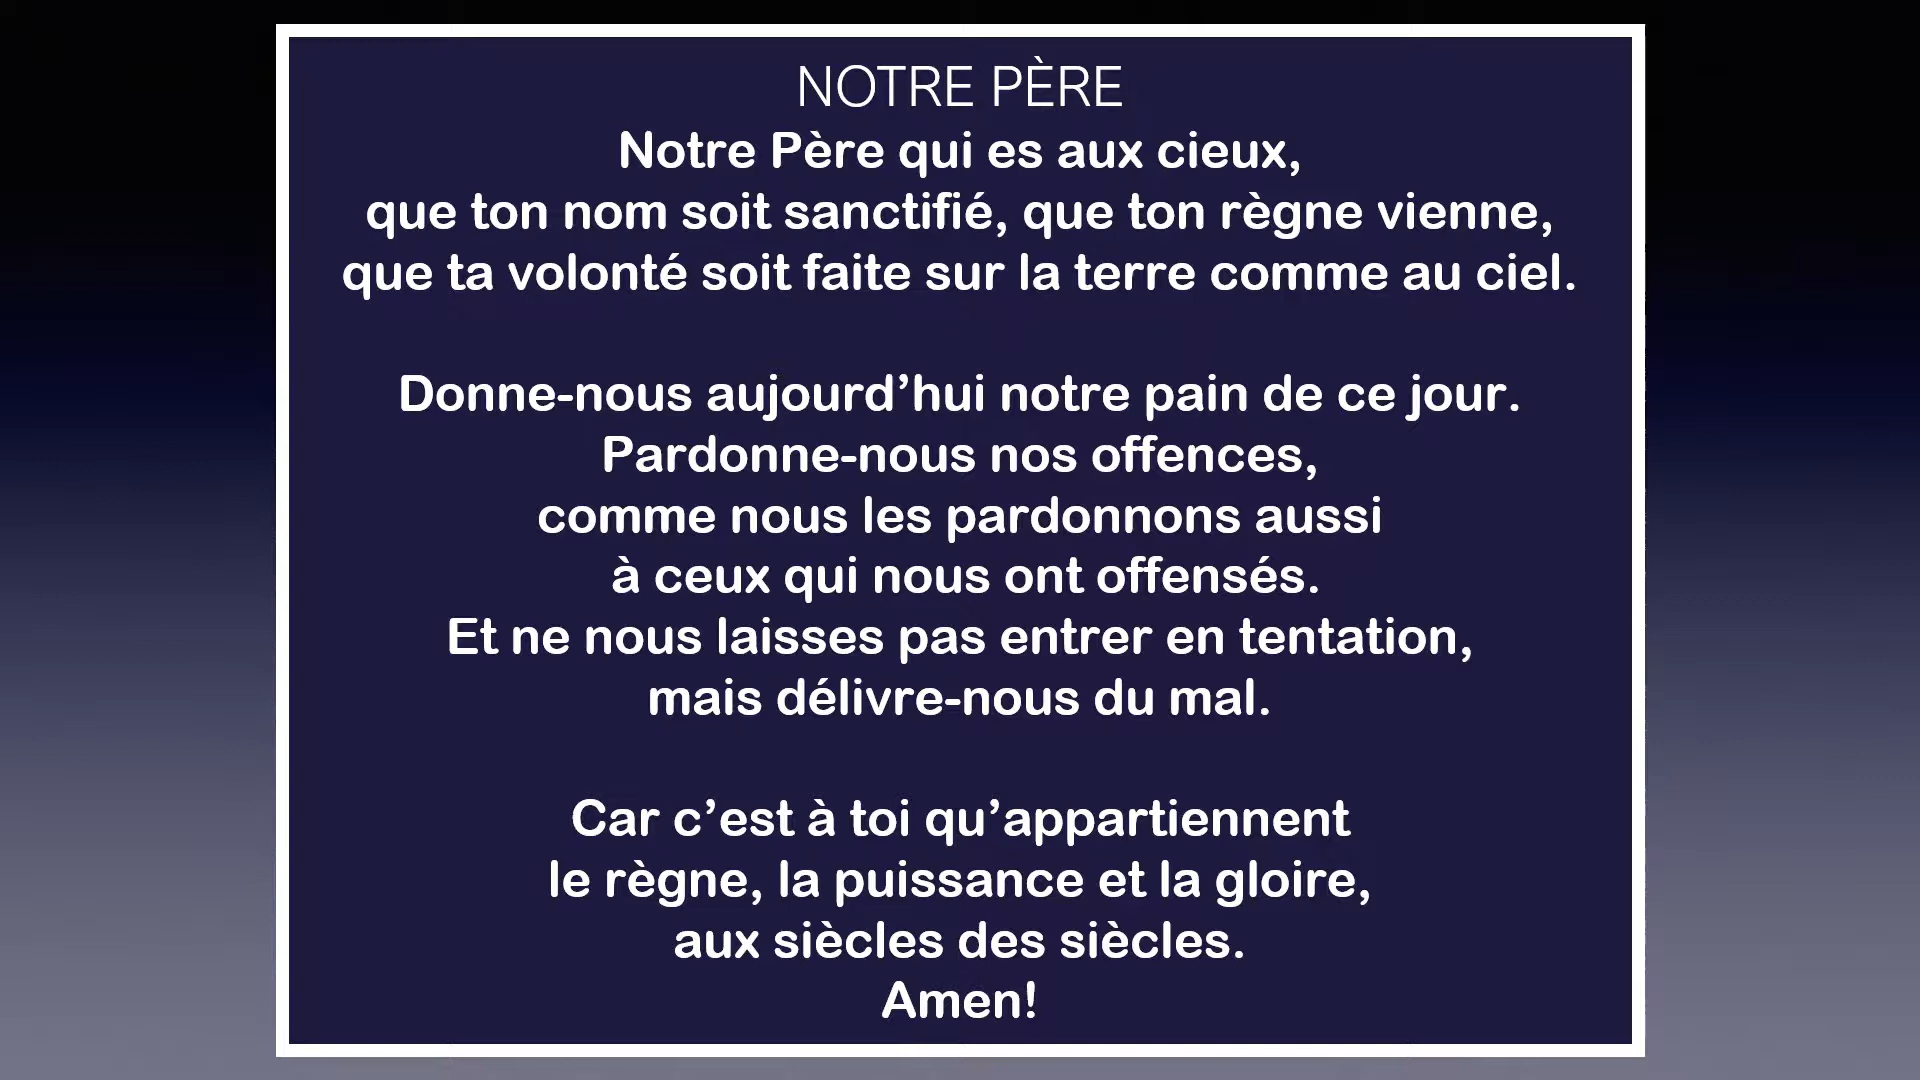 NOTRE PÈRE
Notre Père qui es aux cieux,
que ton nom soit sanctifié, que ton règne vienne,
que ta volonté soit faite sur la terre comme au ciel.
Donne-nous aujourd’hui notre pain de ce jour.
Pardonne-nous nos offences,
comme nous les pardonnons aussi
à ceux qui nous ont offensés.
Et ne nous laisses pas entrer en tentation,
mais délivre-nous du mal.
Car c’est à toi qu’appartiennent
le règne, la puissance et la gloire,
aux siècles des siècles.
Amen!